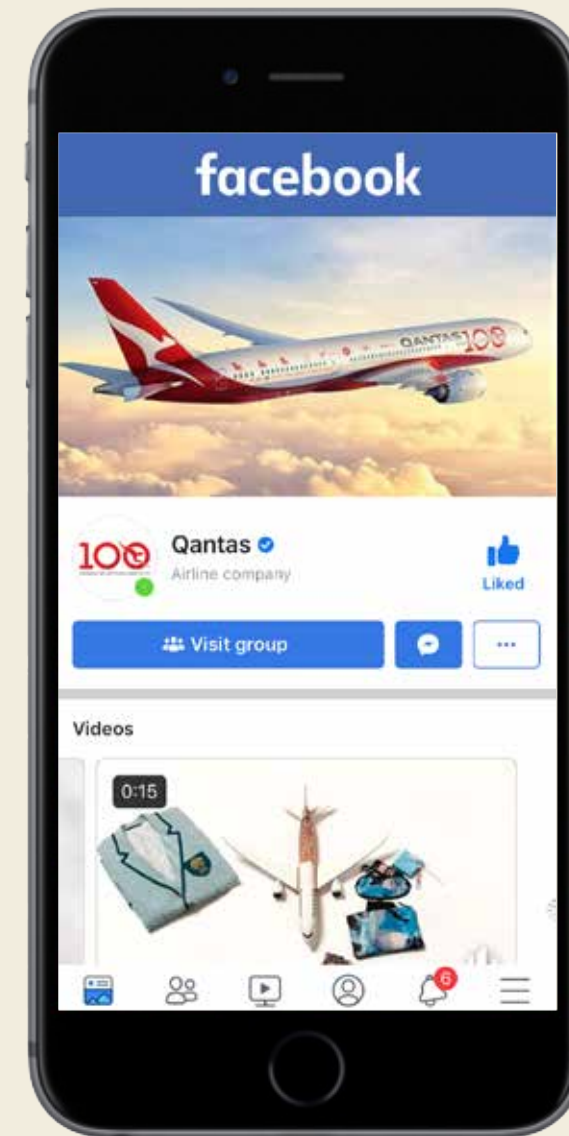 facebook
QANTAS 100
100
Qantas
Airline company
Liked
Visit group
Videos
0:15
6